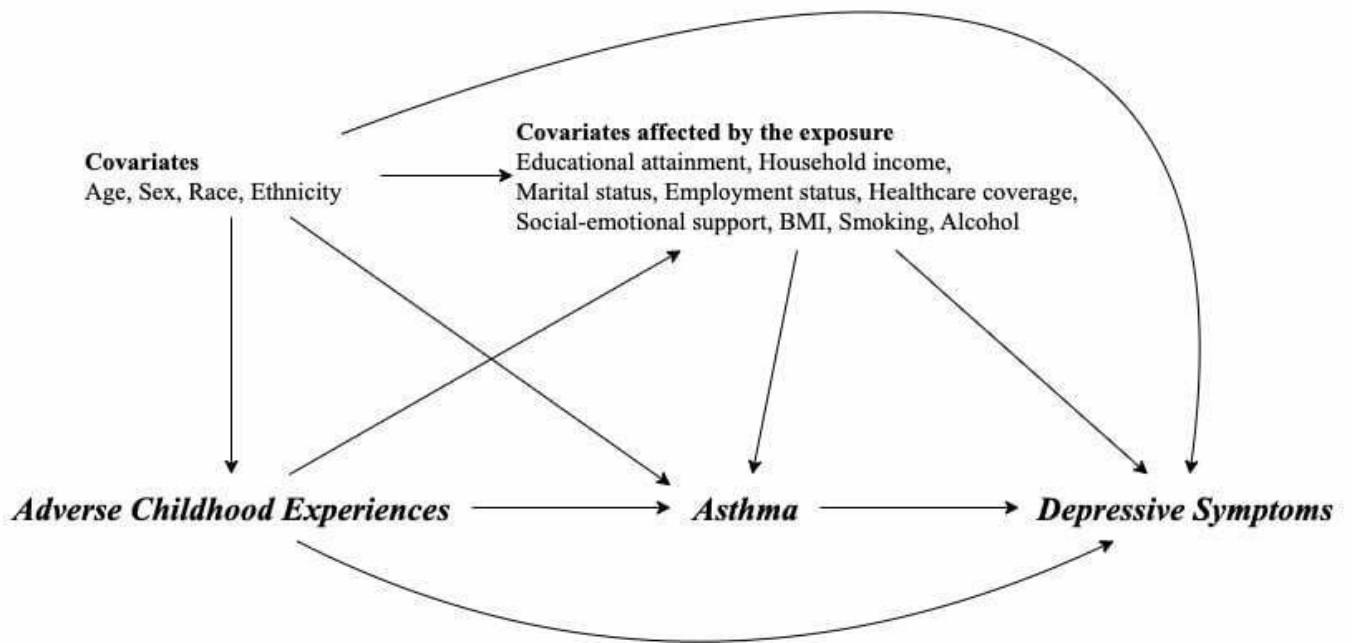 Covariates
Age, Sex, Race, Ethnicity
Covariates affected by the exposure
Educational attainment, Household income,
Marital status, Employment status, Healthcare coverage,
Social-emotional support, BMI, Smoking, Alcohol
Adverse Childhood Experiences
Asthma
Depressive Symptoms